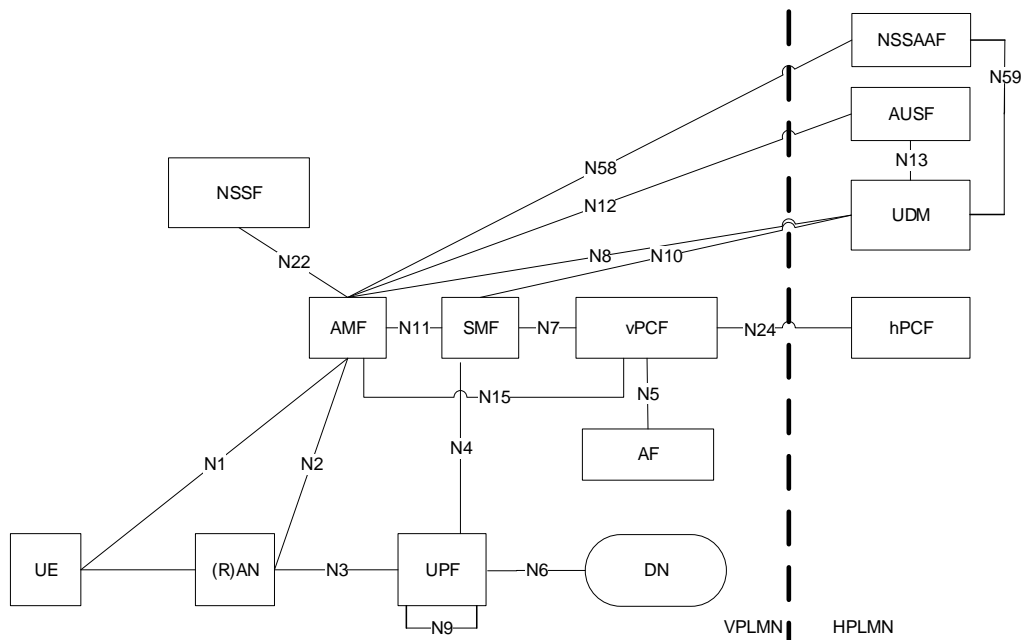 NSSAAF
N59
AUSF
N13
NSSF
N58
N12
UDM
N22
N8
N10
AMF
N11
SMF
N7
vPCF
N24
hPCF
N15
N5
N4
AF
N1
N2
UE
(R)AN
N3
UPF
N6
DN
N9
VPLMN
HPLMN